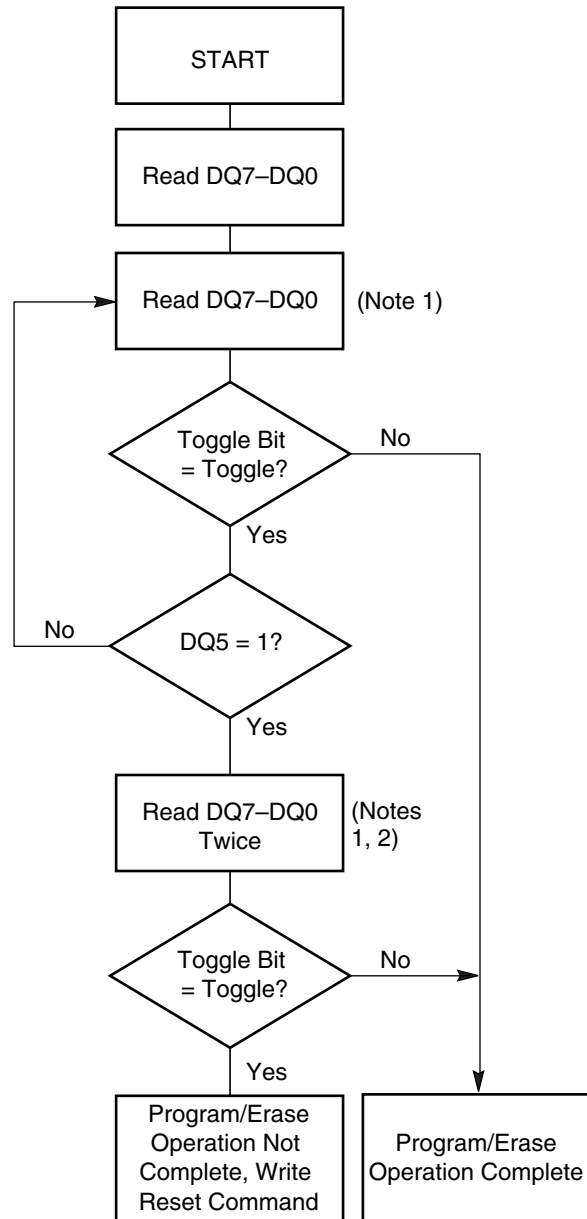 START
Read DQ7–DQ0
Read DQ7–DQ0
(Note 1)
Toggle Bit
= Toggle?
No
Yes
No
DQ5 = 1?
Yes
Read DQ7–DQ0
Twice
(Notes
1, 2)
Toggle Bit
= Toggle?
No
Yes
Program/Erase
Operation Not
Complete, Write
Reset Command
Program/Erase
Operation Complete